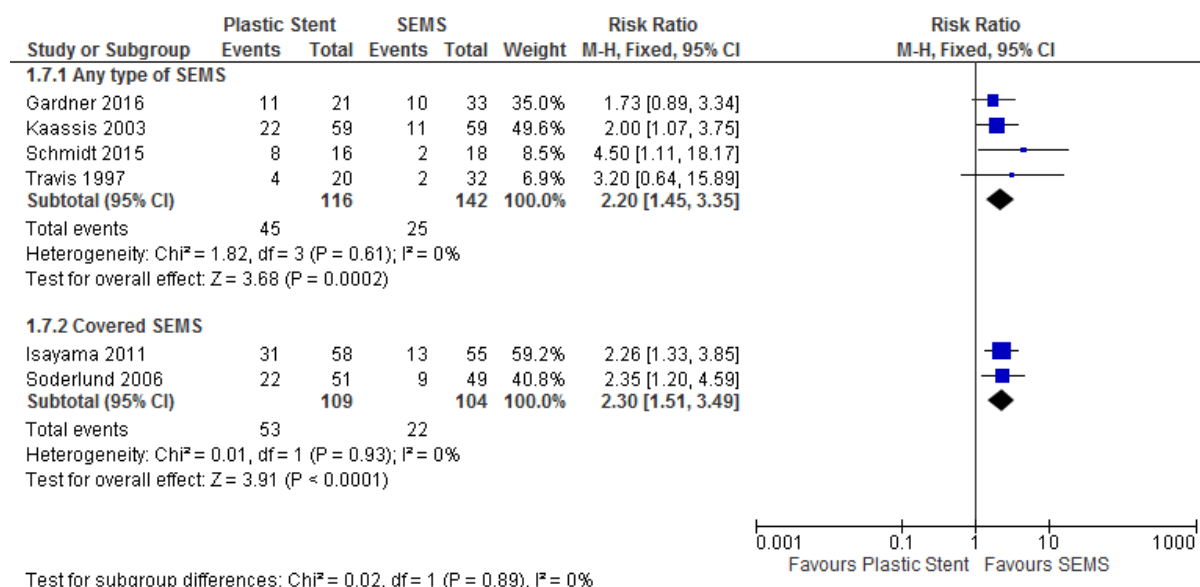 Plastic Stent SEMS Risk Ratio Risk Ratio
Study or Subgroup Events Total Events Total Weight M-H, Fixed, 95% CI M-H, Fixed, 95% CI
1.7.1 Any type of SEMS
Gardner 2016 11 21 10 33 35.0% 1.73 [0.89, 3.34]
Kaassis 2003 22 59 11 59 49.6% 2.00 [1.07, 3.75]
Schmidt 2015 8 16 2 18 8.5% 4.50 [1.11, 18.17]
Travis 1997 4 20 2 32 6.9% 3.20 [0.64, 15.89]
Subtotal (95% CI) 116 142 100.0% 2.20 [1.45, 3.35]
Total events 45 25
Heterogeneity: Chi² = 1.82, df = 3 (P = 0.61); I² = 0%
Test for overall effect: Z = 3.68 (P = 0.0002)
1.7.2 Covered SEMS
Isayama 2011 31 58 13 55 59.2% 2.26 [1.33, 3.85]
Soderlund 2006 22 51 9 49 40.8% 2.35 [1.20, 4.59]
Subtotal (95% CI) 109 104 100.0% 2.30 [1.51, 3.49]
Total events 53 22
Heterogeneity: Chi² = 0.01, df = 1 (P = 0.93); I² = 0%
Test for overall effect: Z = 3.91 (P < 0.0001)
0.001 0.1 1 10 1000
Favours Plastic Stent Favours SEMS
Test for subgroup differences: Chi² = 0.02, df = 1 (P = 0.89), I² = 0%